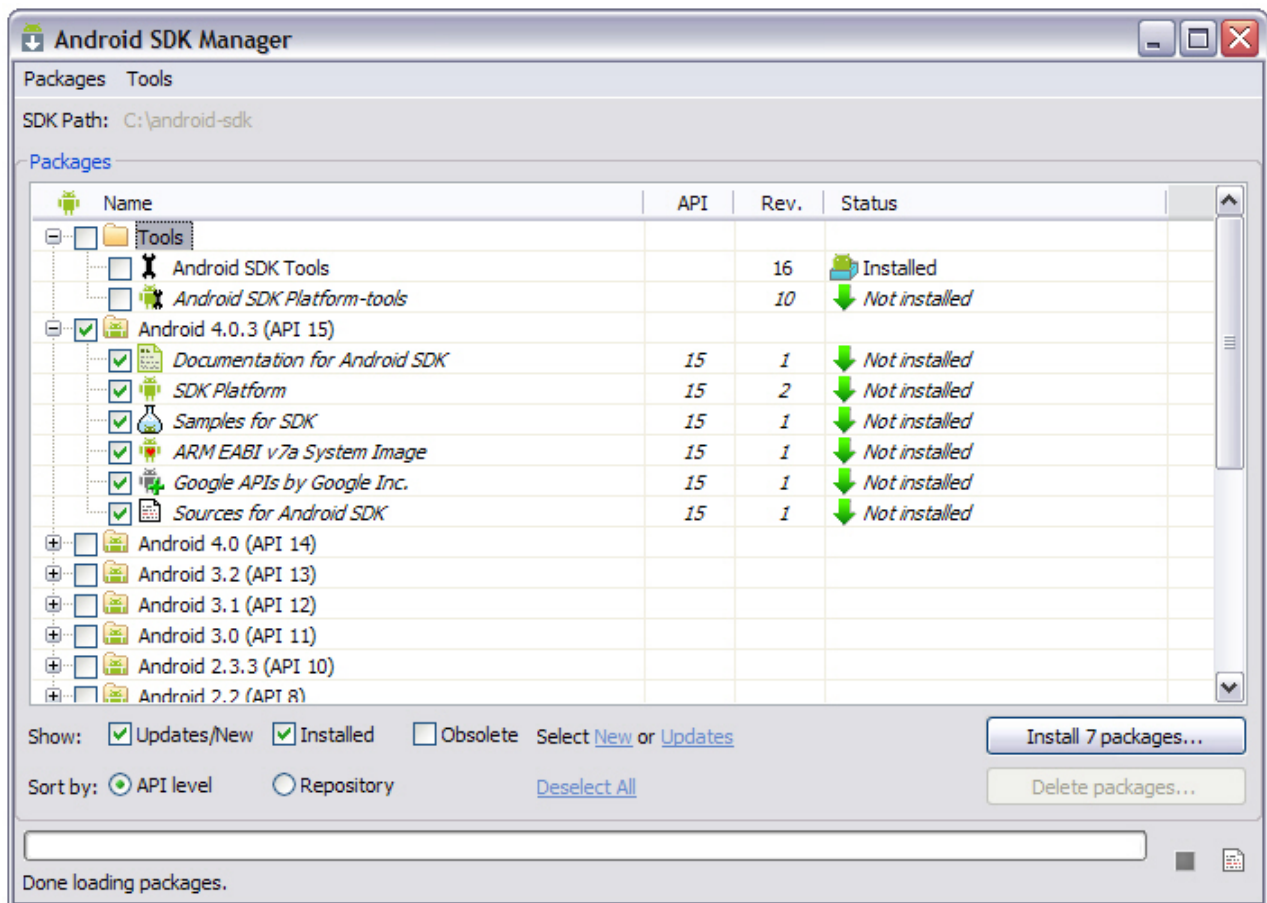 Android SDK Manager
Packages Tools
SDK Path: C:\android-sdk
Packages
Name API Rev. Status
Tools
Android SDK Tools 16 Installed
Android SDK Platform-tools 10 Not installed
Android 4.0.3 (API 15)
Documentation for Android SDK 15 1 Not installed
SDK Platform 15 2 Not installed
Samples for SDK 15 1 Not installed
ARM EABI v7a System Image 15 1 Not installed
Google APIs by Google Inc. 15 1 Not installed
Sources for Android SDK 15 1 Not installed
Android 4.0 (API 14)
Android 3.2 (API 13)
Android 3.1 (API 12)
Android 3.0 (API 11)
Android 2.3.3 (API 10)
Android 2.2 (API 8)
Show: Updates/New Installed Obsolete Select New or Updates Install 7 packages...
Sort by: API level Repository Deselect All Delete packages...
Done loading packages.